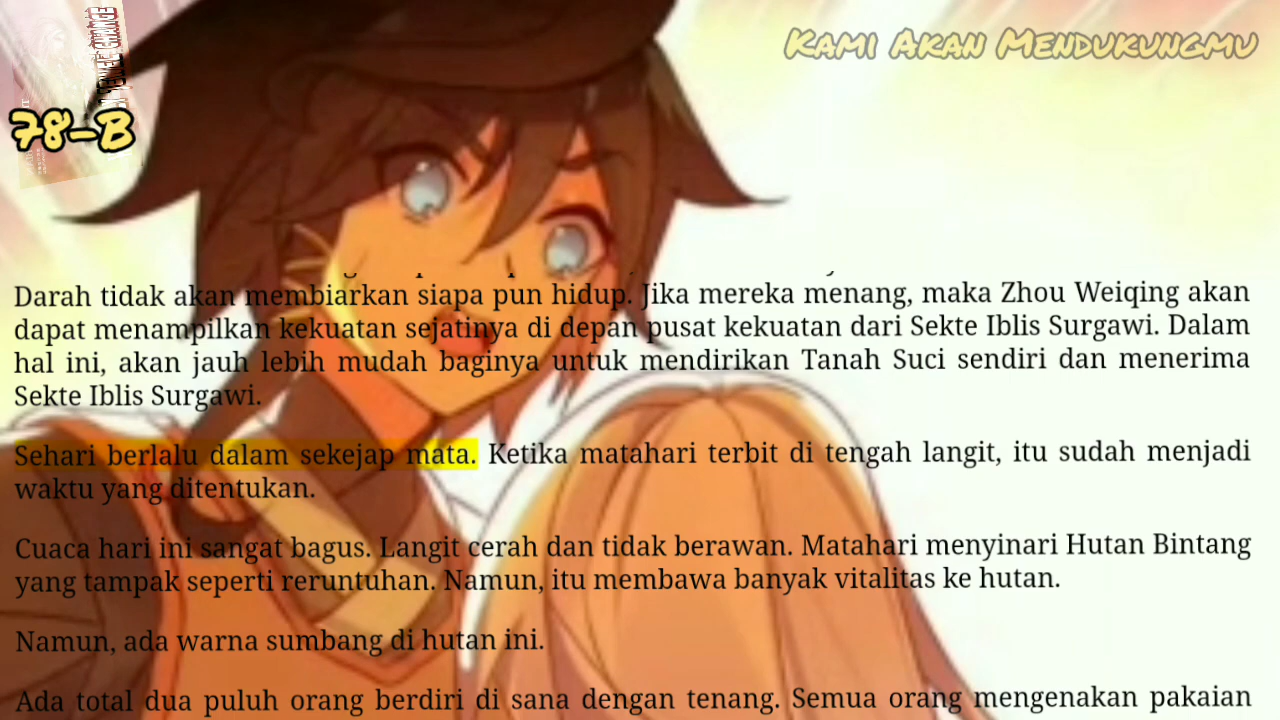 Kami Akan Mendukungmu
78-B
Darah tidak akan membiarkan siapa pun hidup. Jika mereka menang, maka Zhou Weiqing akan
dapat menampilkan kekuatan sejatinya di depan pusat kekuatan dari Sekte Iblis Surgawi. Dalam
hal ini, akan jauh lebih mudah baginya untuk mendirikan Tanah Suci sendiri dan menerima
Sekte Iblis Surgawi.
Sehari berlalu dalam sekejap mata. Ketika matahari terbit di tengah langit, itu sudah menjadi
waktu yang ditentukan.
Cuaca hari ini sangat bagus. Langit cerah dan tidak berawan. Matahari menyinari Hutan Bintang
yang tampak seperti reruntuhan. Namun, itu membawa banyak vitalitas ke hutan.
Namun, ada warna sumbang di hutan ini.
Ada total dua puluh orang berdiri di sana dengan tenang. Semua orang mengenakan pakaian